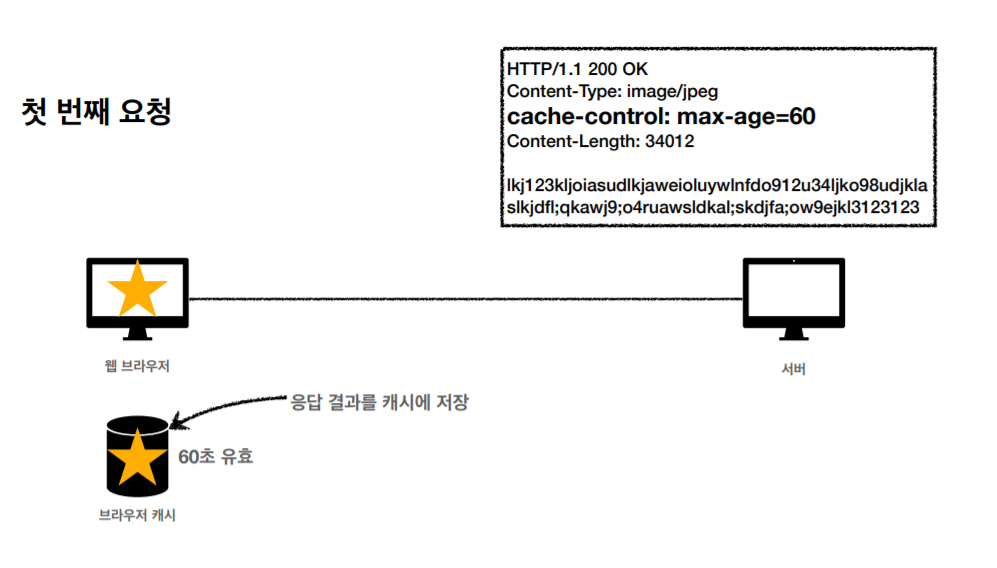 첫 번째 요청
HTTP/1.1 200 OK
Content-Type: image/jpeg
cache-control: max-age=60
Content-Length: 34012
lkj123kljoiasudlkjaweioluywlnfdo912u34ljko98udjkla
slkjdfl;qkawj9;o4ruawsldkal;skdjfa;ow9ejkl3123123
웹 브라우저
서버
응답 결과를 캐시에 저장
60초 유효
브라우저 캐시